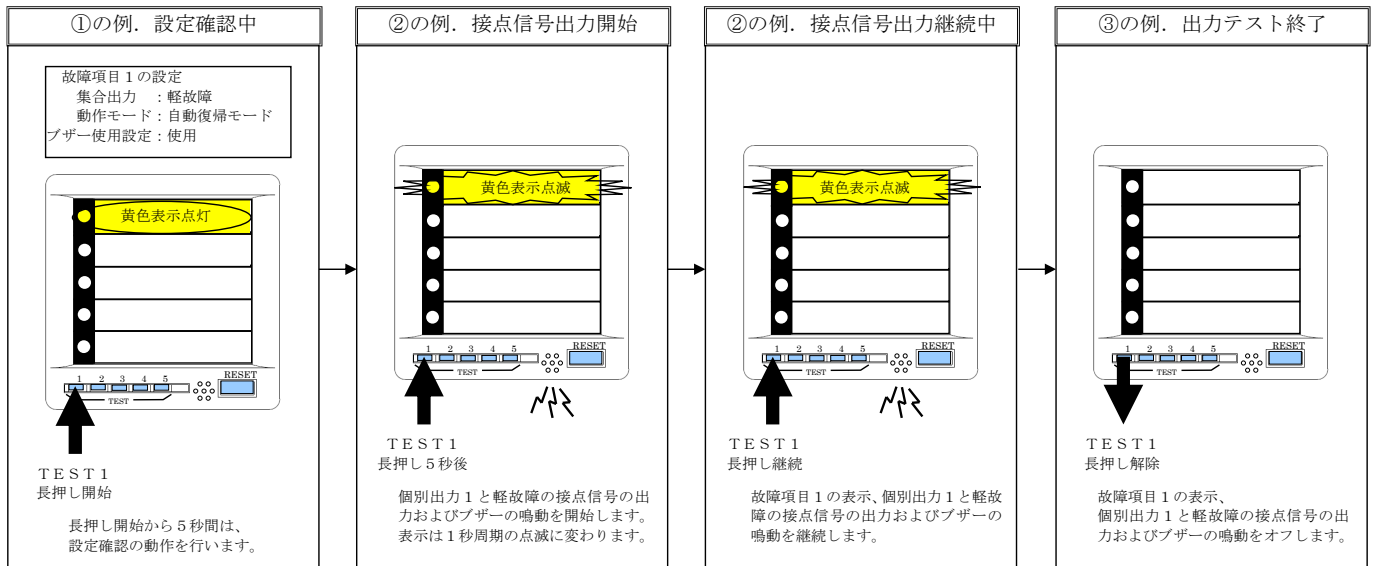 ①の例．設定確認中
故障項目１の設定
集合出力　：軽故障
動作モード：自動復帰モード
ブザー使用設定：使用
黄色表示点灯
1 2 3 4 5
TEST
RESET
ＴＥＳＴ１
長押し開始
長押し開始から５秒間は、
設定確認の動作を行います。
②の例．接点信号出力開始
黄色表示点滅
1 2 3 4 5
TEST
RESET
ＴＥＳＴ１
長押し５秒後
個別出力１と軽故障の接点信号の出
力およびブザーの鳴動を開始します。
表示は１秒周期の点滅に変わります。
②の例．接点信号出力継続中
黄色表示点滅
1 2 3 4 5
TEST
RESET
ＴＥＳＴ１
長押し継続
故障項目１の表示、個別出力１と軽故
障の接点信号の出力およびブザーの
鳴動を継続します。
③の例．出力テスト終了
1 2 3 4 5
TEST
RESET
ＴＥＳＴ１
長押し解除
故障項目１の表示、
個別出力１と軽故障の接点信号の出
力およびブザーの鳴動をオフします。